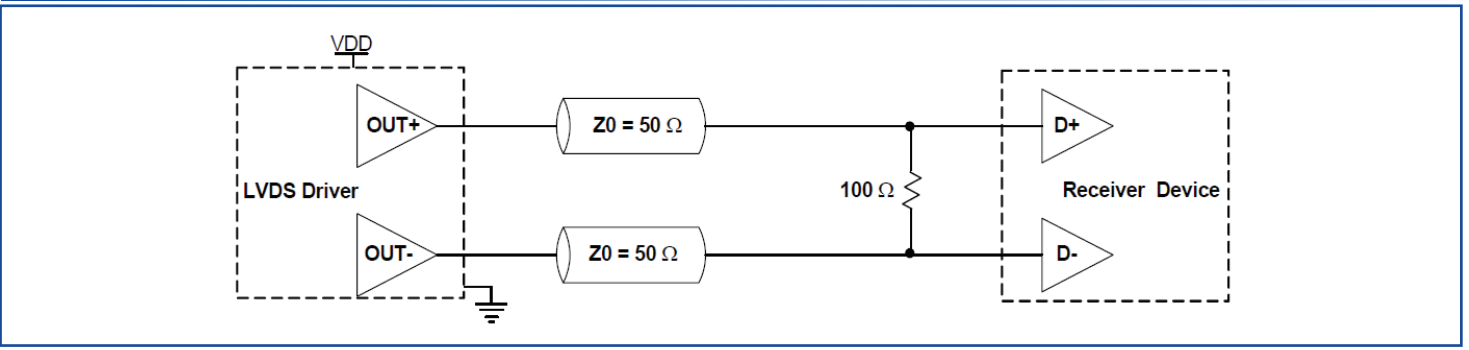 VDD
OUT+
Z0 = 50 Ω
D+
LVDS Driver
100 Ω
Receiver Device
OUT-
Z0 = 50 Ω
D-